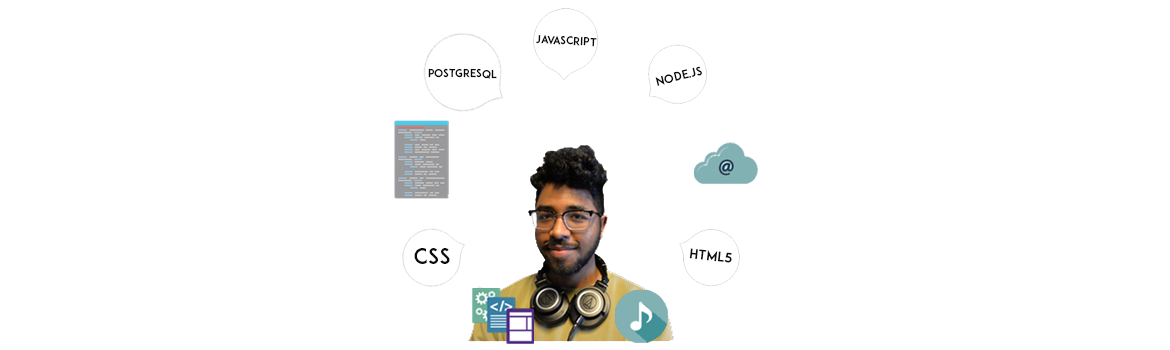 JAVASCRIPT
POSTGRESQL
NODE.JS
@
CSS
HTML5
</>